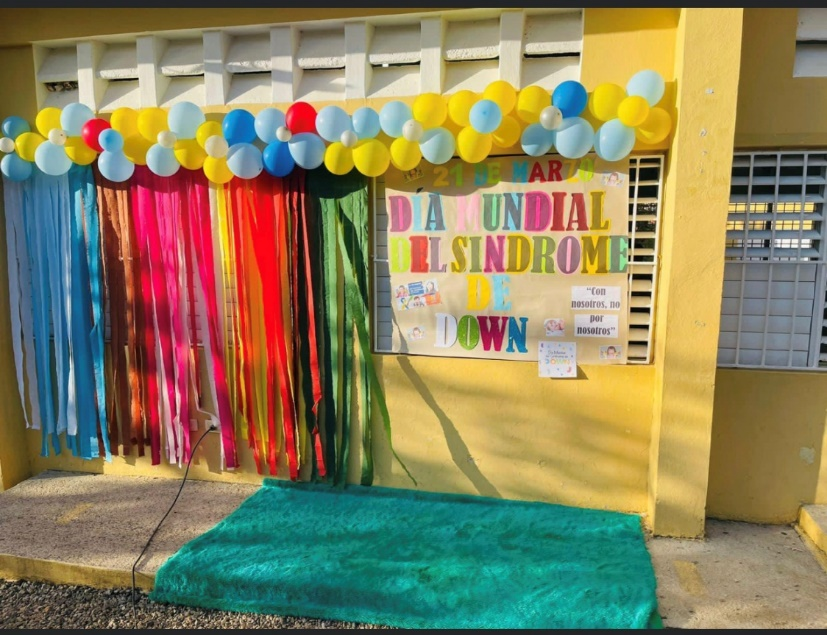 21 DE MARZO
DÍA MUNDIAL
DEL SINDROME
DE
DOWN
"Con
nosotros, no
por
nosotros"